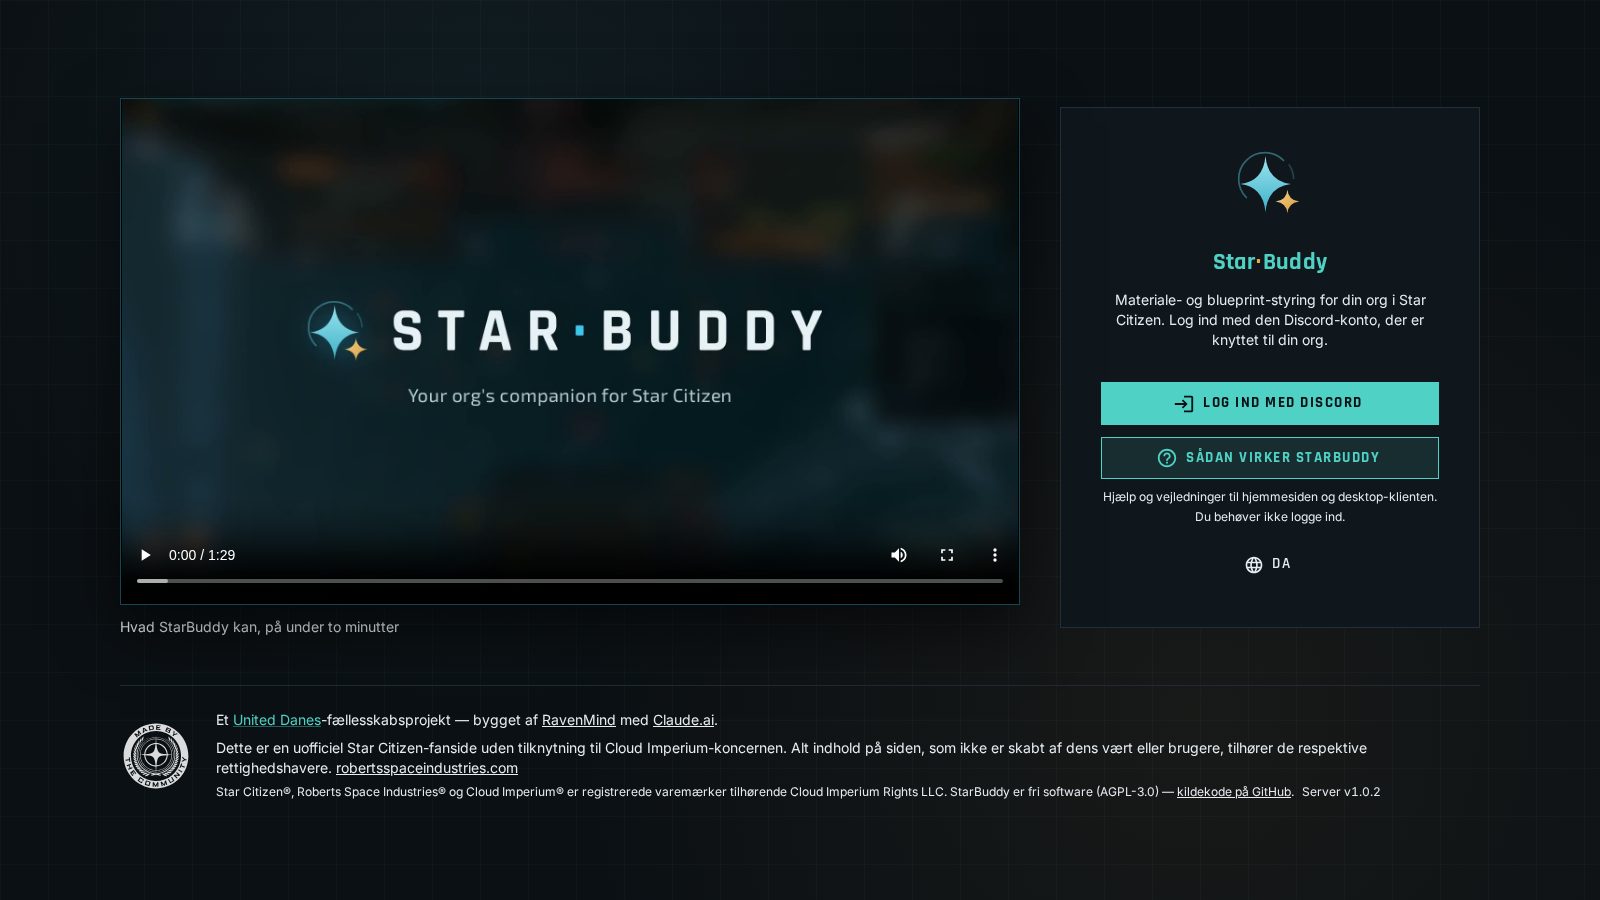 STAR·BUDDY
Your org's companion for Star Citizen
0:00 / 1:29
Hvad StarBuddy kan, på under to minutter
Star·Buddy
Materiale- og blueprint-styring for din org i Star
Citizen. Log ind med den Discord-konto, der er
knyttet til din org.
LOG IND MED DISCORD
SÅDAN VIRKER STARBUDDY
Hjælp og vejledninger til hjemmesiden og desktop-klienten.
Du behøver ikke logge ind.
DA
MADE BY
THE COMMUNITY
Et United Danes-fællesskabsprojekt — bygget af RavenMind med Claude.ai.
Dette er en uofficiel Star Citizen-fanside uden tilknytning til Cloud Imperium-koncernen. Alt indhold på siden, som ikke er skabt af dens vært eller brugere, tilhører de respektive
rettighedshavere. robertsspaceindustries.com
Star Citizen®, Roberts Space Industries® og Cloud Imperium® er registrerede varemærker tilhørende Cloud Imperium Rights LLC. StarBuddy er fri software (AGPL-3.0) — kildekode på GitHub. Server v1.0.2